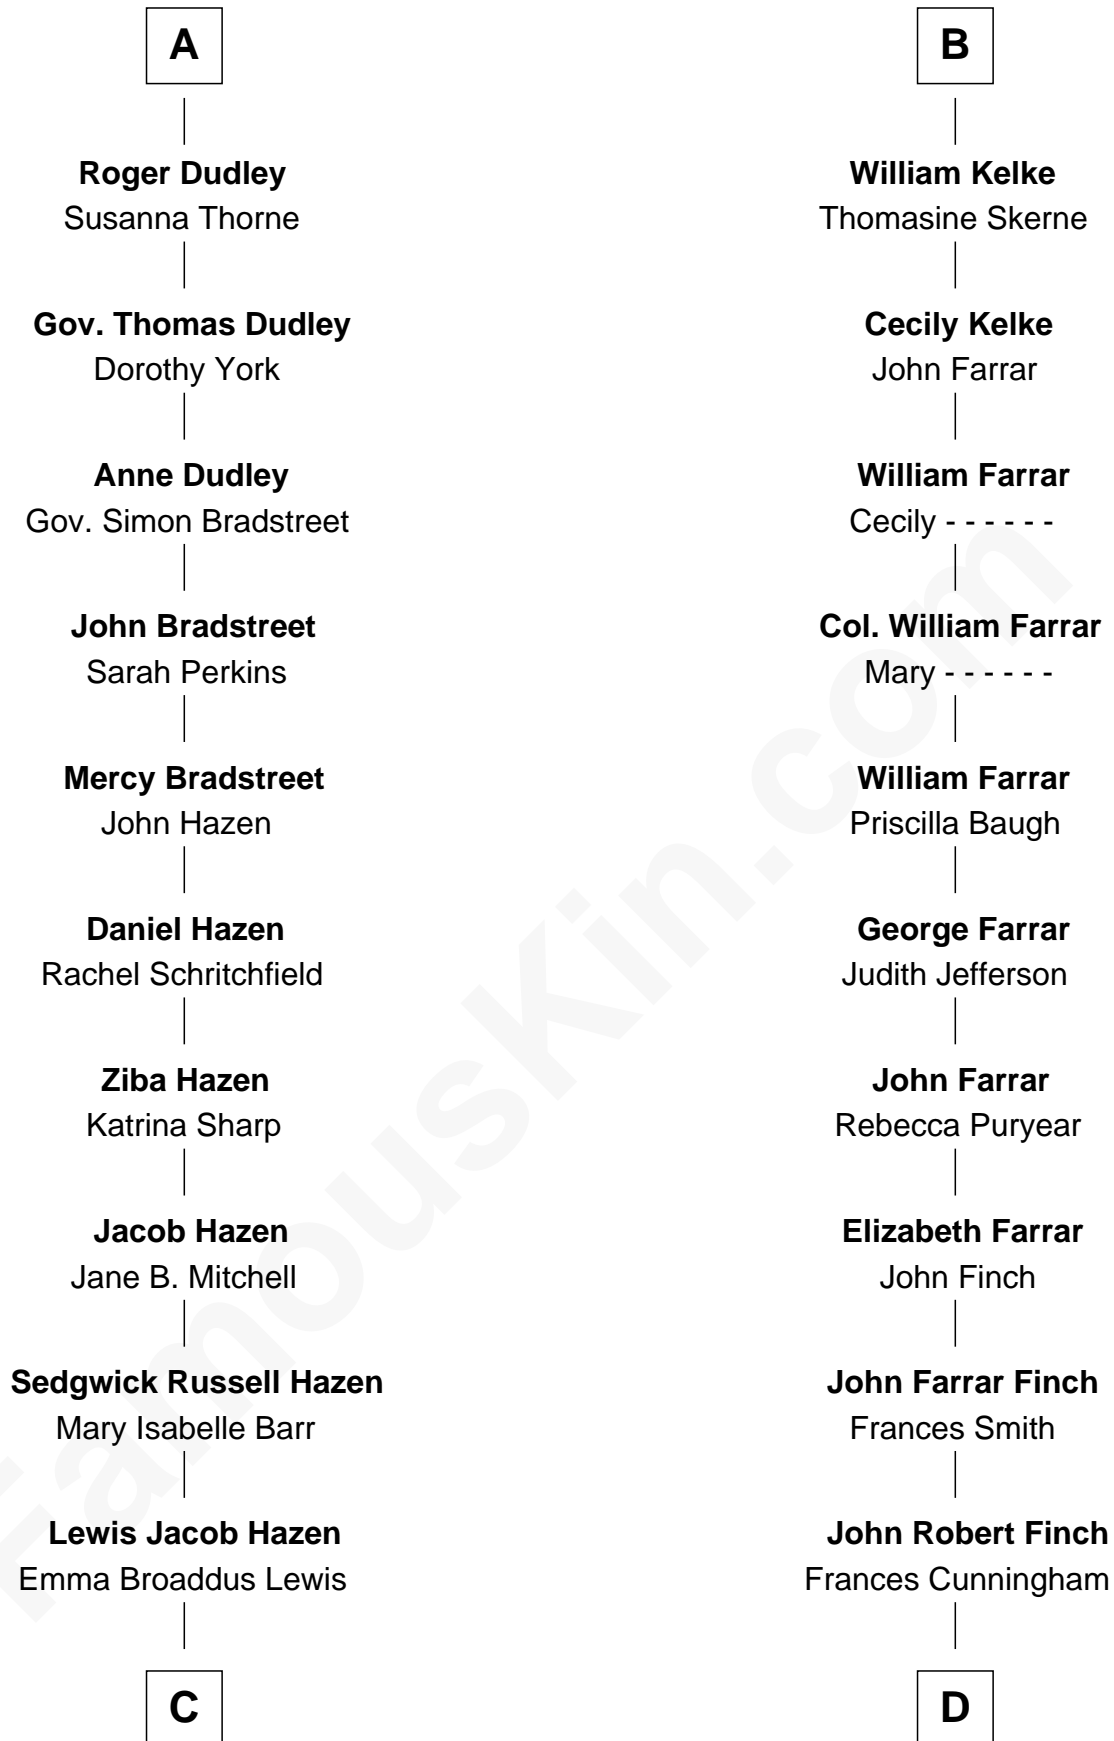 A
Roger Dudley
Susanna Thorne
Gov. Thomas Dudley
Dorothy York
Anne Dudley
Gov. Simon Bradstreet
John Bradstreet
Sarah Perkins
Mercy Bradstreet
John Hazen
Daniel Hazen
Rachel Schritchfield
Ziba Hazen
Katrina Sharp
Jacob Hazen
Jane B. Mitchell
Sedgwick Russell Hazen
Mary Isabelle Barr
Lewis Jacob Hazen
Emma Broaddus Lewis
C
B
William Kelke
Thomasine Skerne
Cecily Kelke
John Farrar
William Farrar
Cecily - - - - - -
Col. William Farrar
Mary - - - - - -
William Farrar
Priscilla Baugh
George Farrar
Judith Jefferson
John Farrar
Rebecca Puryear
Elizabeth Farrar
John Finch
John Farrar Finch
Frances Smith
John Robert Finch
Frances Cunningham
D
FamousKin.com